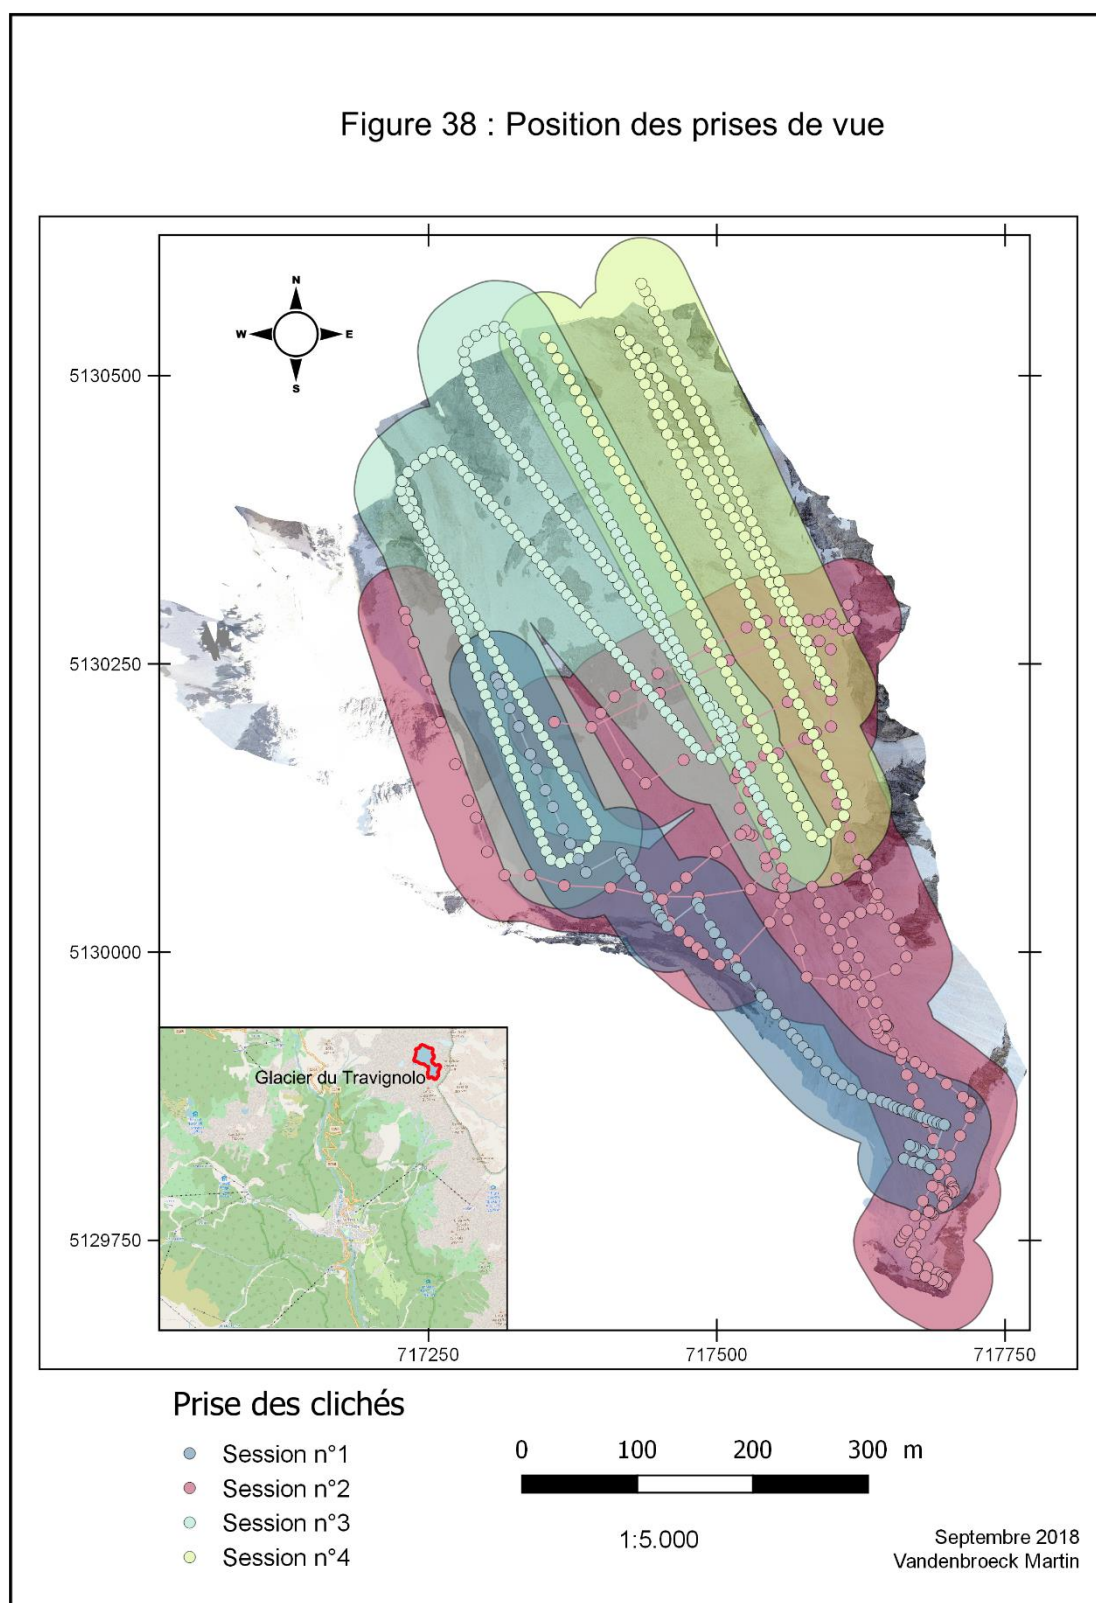 Figure 38 : Position des prises de vue
N
W E
S
5130500
5130250
5130000
5129750
Glacier du Travignolo
717250 717500 717750
Prise des clichés
Session n°1
Session n°2
Session n°3
Session n°4
0 100 200 300 m
1:5.000
Septembre 2018
Vandenbroeck Martin